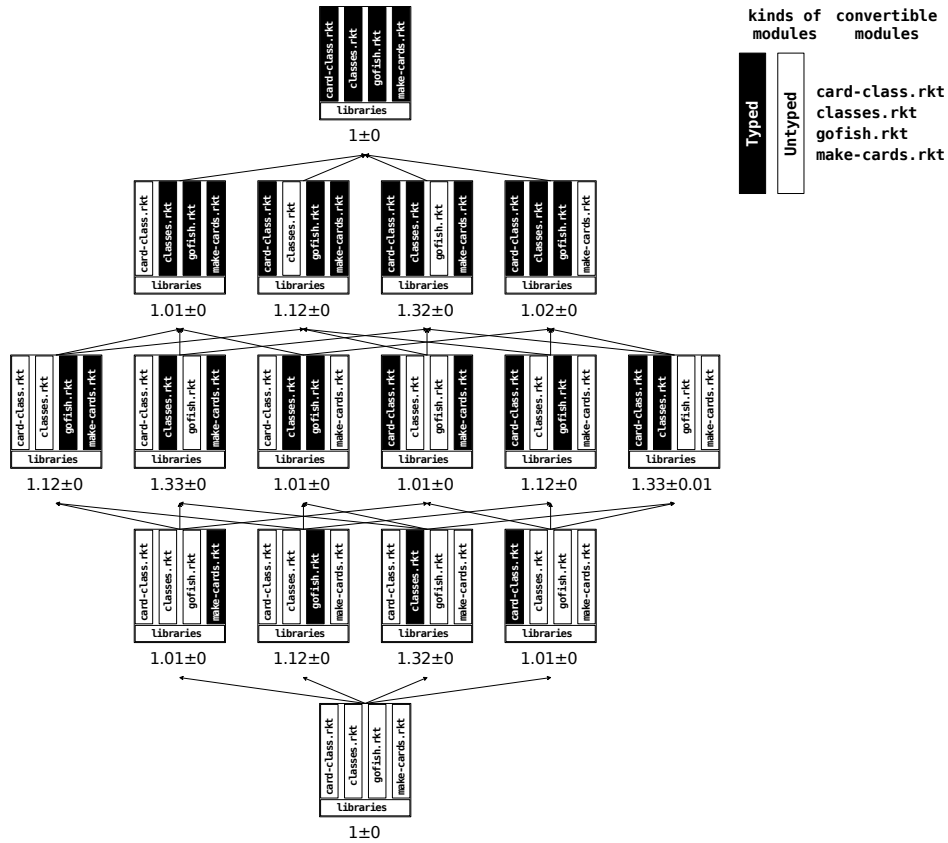 kinds of convertible
modules modules
Typed
Untyped
card-class.rkt
classes.rkt
gofish.rkt
make-cards.rkt
card-class.rkt
classes.rkt
gofish.rkt
make-cards.rkt
libraries
1±0
card-class.rkt
classes.rkt
gofish.rkt
make-cards.rkt
libraries
1.01±0
card-class.rkt
classes.rkt
gofish.rkt
make-cards.rkt
libraries
1.12±0
card-class.rkt
classes.rkt
gofish.rkt
make-cards.rkt
libraries
1.32±0
card-class.rkt
classes.rkt
gofish.rkt
make-cards.rkt
libraries
1.02±0
card-class.rkt
classes.rkt
gofish.rkt
make-cards.rkt
libraries
1.12±0
card-class.rkt
classes.rkt
gofish.rkt
make-cards.rkt
libraries
1.33±0
card-class.rkt
classes.rkt
gofish.rkt
make-cards.rkt
libraries
1.01±0
card-class.rkt
classes.rkt
gofish.rkt
make-cards.rkt
libraries
1.01±0
card-class.rkt
classes.rkt
gofish.rkt
make-cards.rkt
libraries
1.12±0
card-class.rkt
classes.rkt
gofish.rkt
make-cards.rkt
libraries
1.33±0.01
card-class.rkt
classes.rkt
gofish.rkt
make-cards.rkt
libraries
1.01±0
card-class.rkt
classes.rkt
gofish.rkt
make-cards.rkt
libraries
1.12±0
card-class.rkt
classes.rkt
gofish.rkt
make-cards.rkt
libraries
1.32±0
card-class.rkt
classes.rkt
gofish.rkt
make-cards.rkt
libraries
1.01±0
card-class.rkt
classes.rkt
gofish.rkt
make-cards.rkt
libraries
1±0